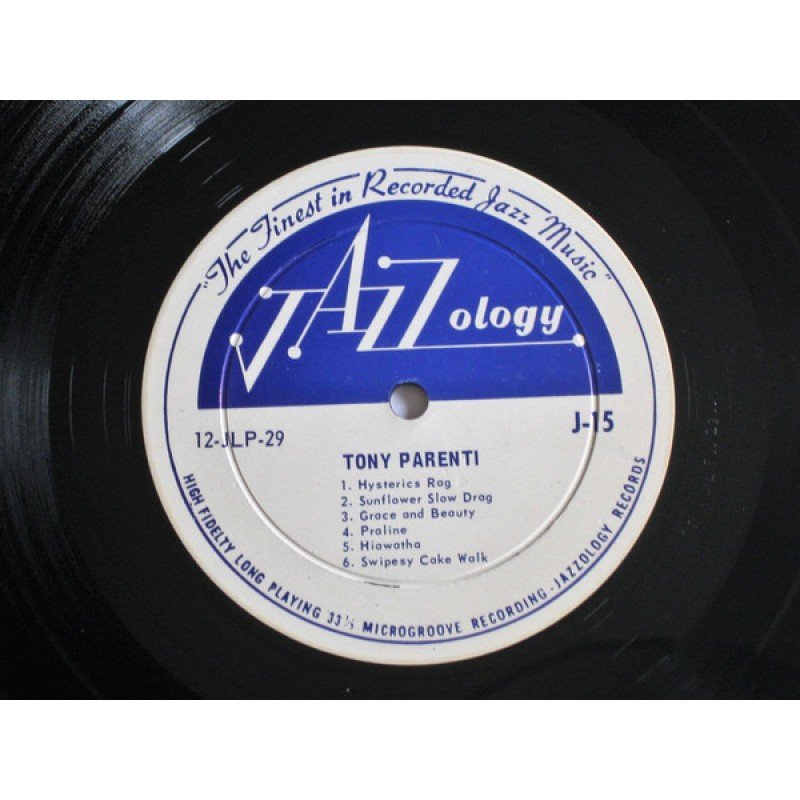 "The Finest in Recorded Jazz Music"
JAZZology
12-JLP-29
J-15
TONY PARENTI
1. Hysterics Rag
2. Sunflower Slow Drag
3. Grace and Beauty
4. Praline
5. Hiawatha
6. Swipesy Cake Walk
HIGH FIDELTY LONG PLAYING 33⅓ MICROGROOVE RECORDING - JAZZOLOGY RECORDS